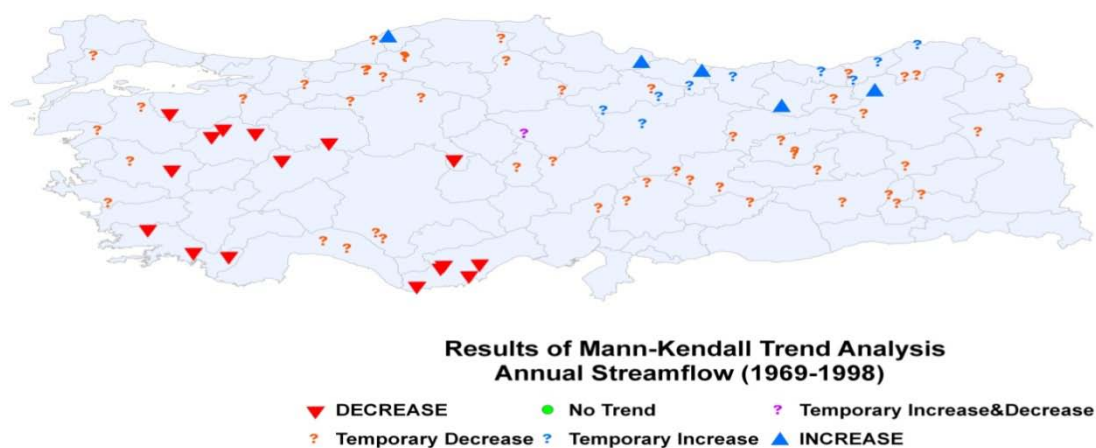 Results of Mann-Kendall Trend Analysis
Annual Streamflow (1969-1998)
DECREASE No Trend ? Temporary Increase&Decrease
? Temporary Decrease ? Temporary Increase INCREASE